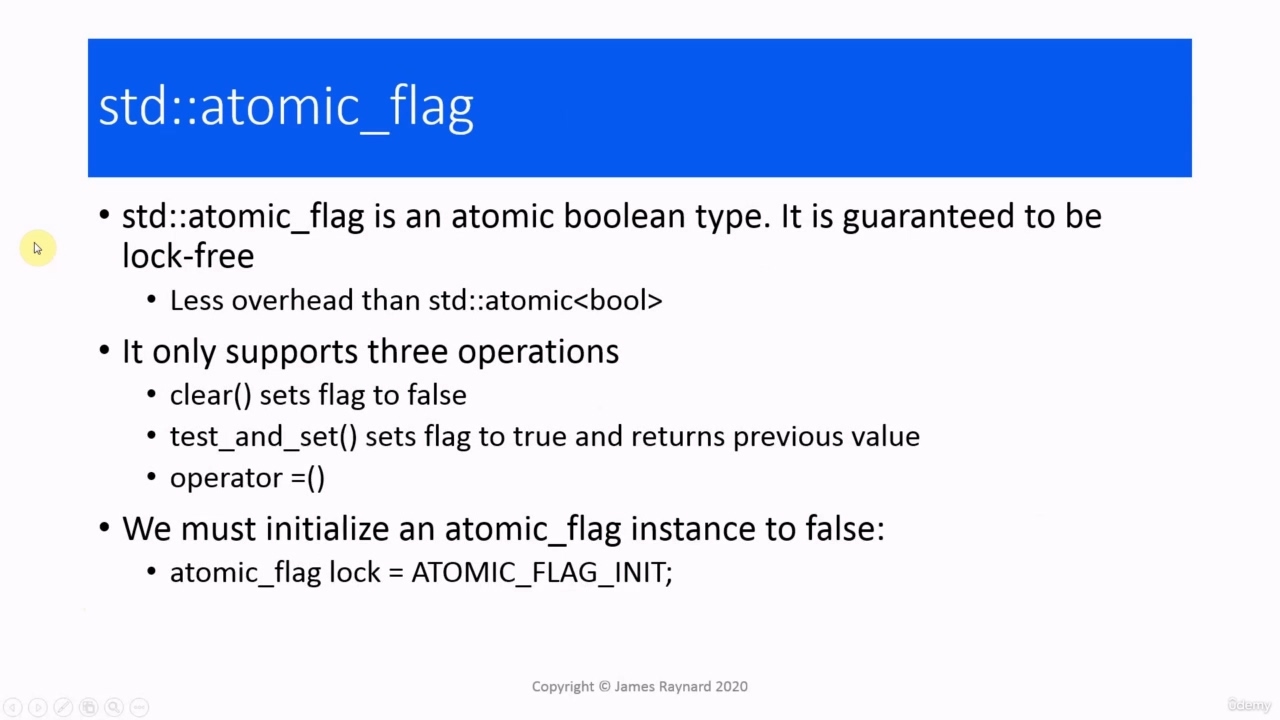 std::atomic_flag
• std::atomic_flag is an atomic boolean type. It is guaranteed to be
lock-free
• Less overhead than std::atomic<bool>
• It only supports three operations
• clear() sets flag to false
• test_and_set() sets flag to true and returns previous value
• operator =()
• We must initialize an atomic_flag instance to false:
• atomic_flag lock = ATOMIC_FLAG_INIT;
Copyright © James Raynard 2020
ûdemy